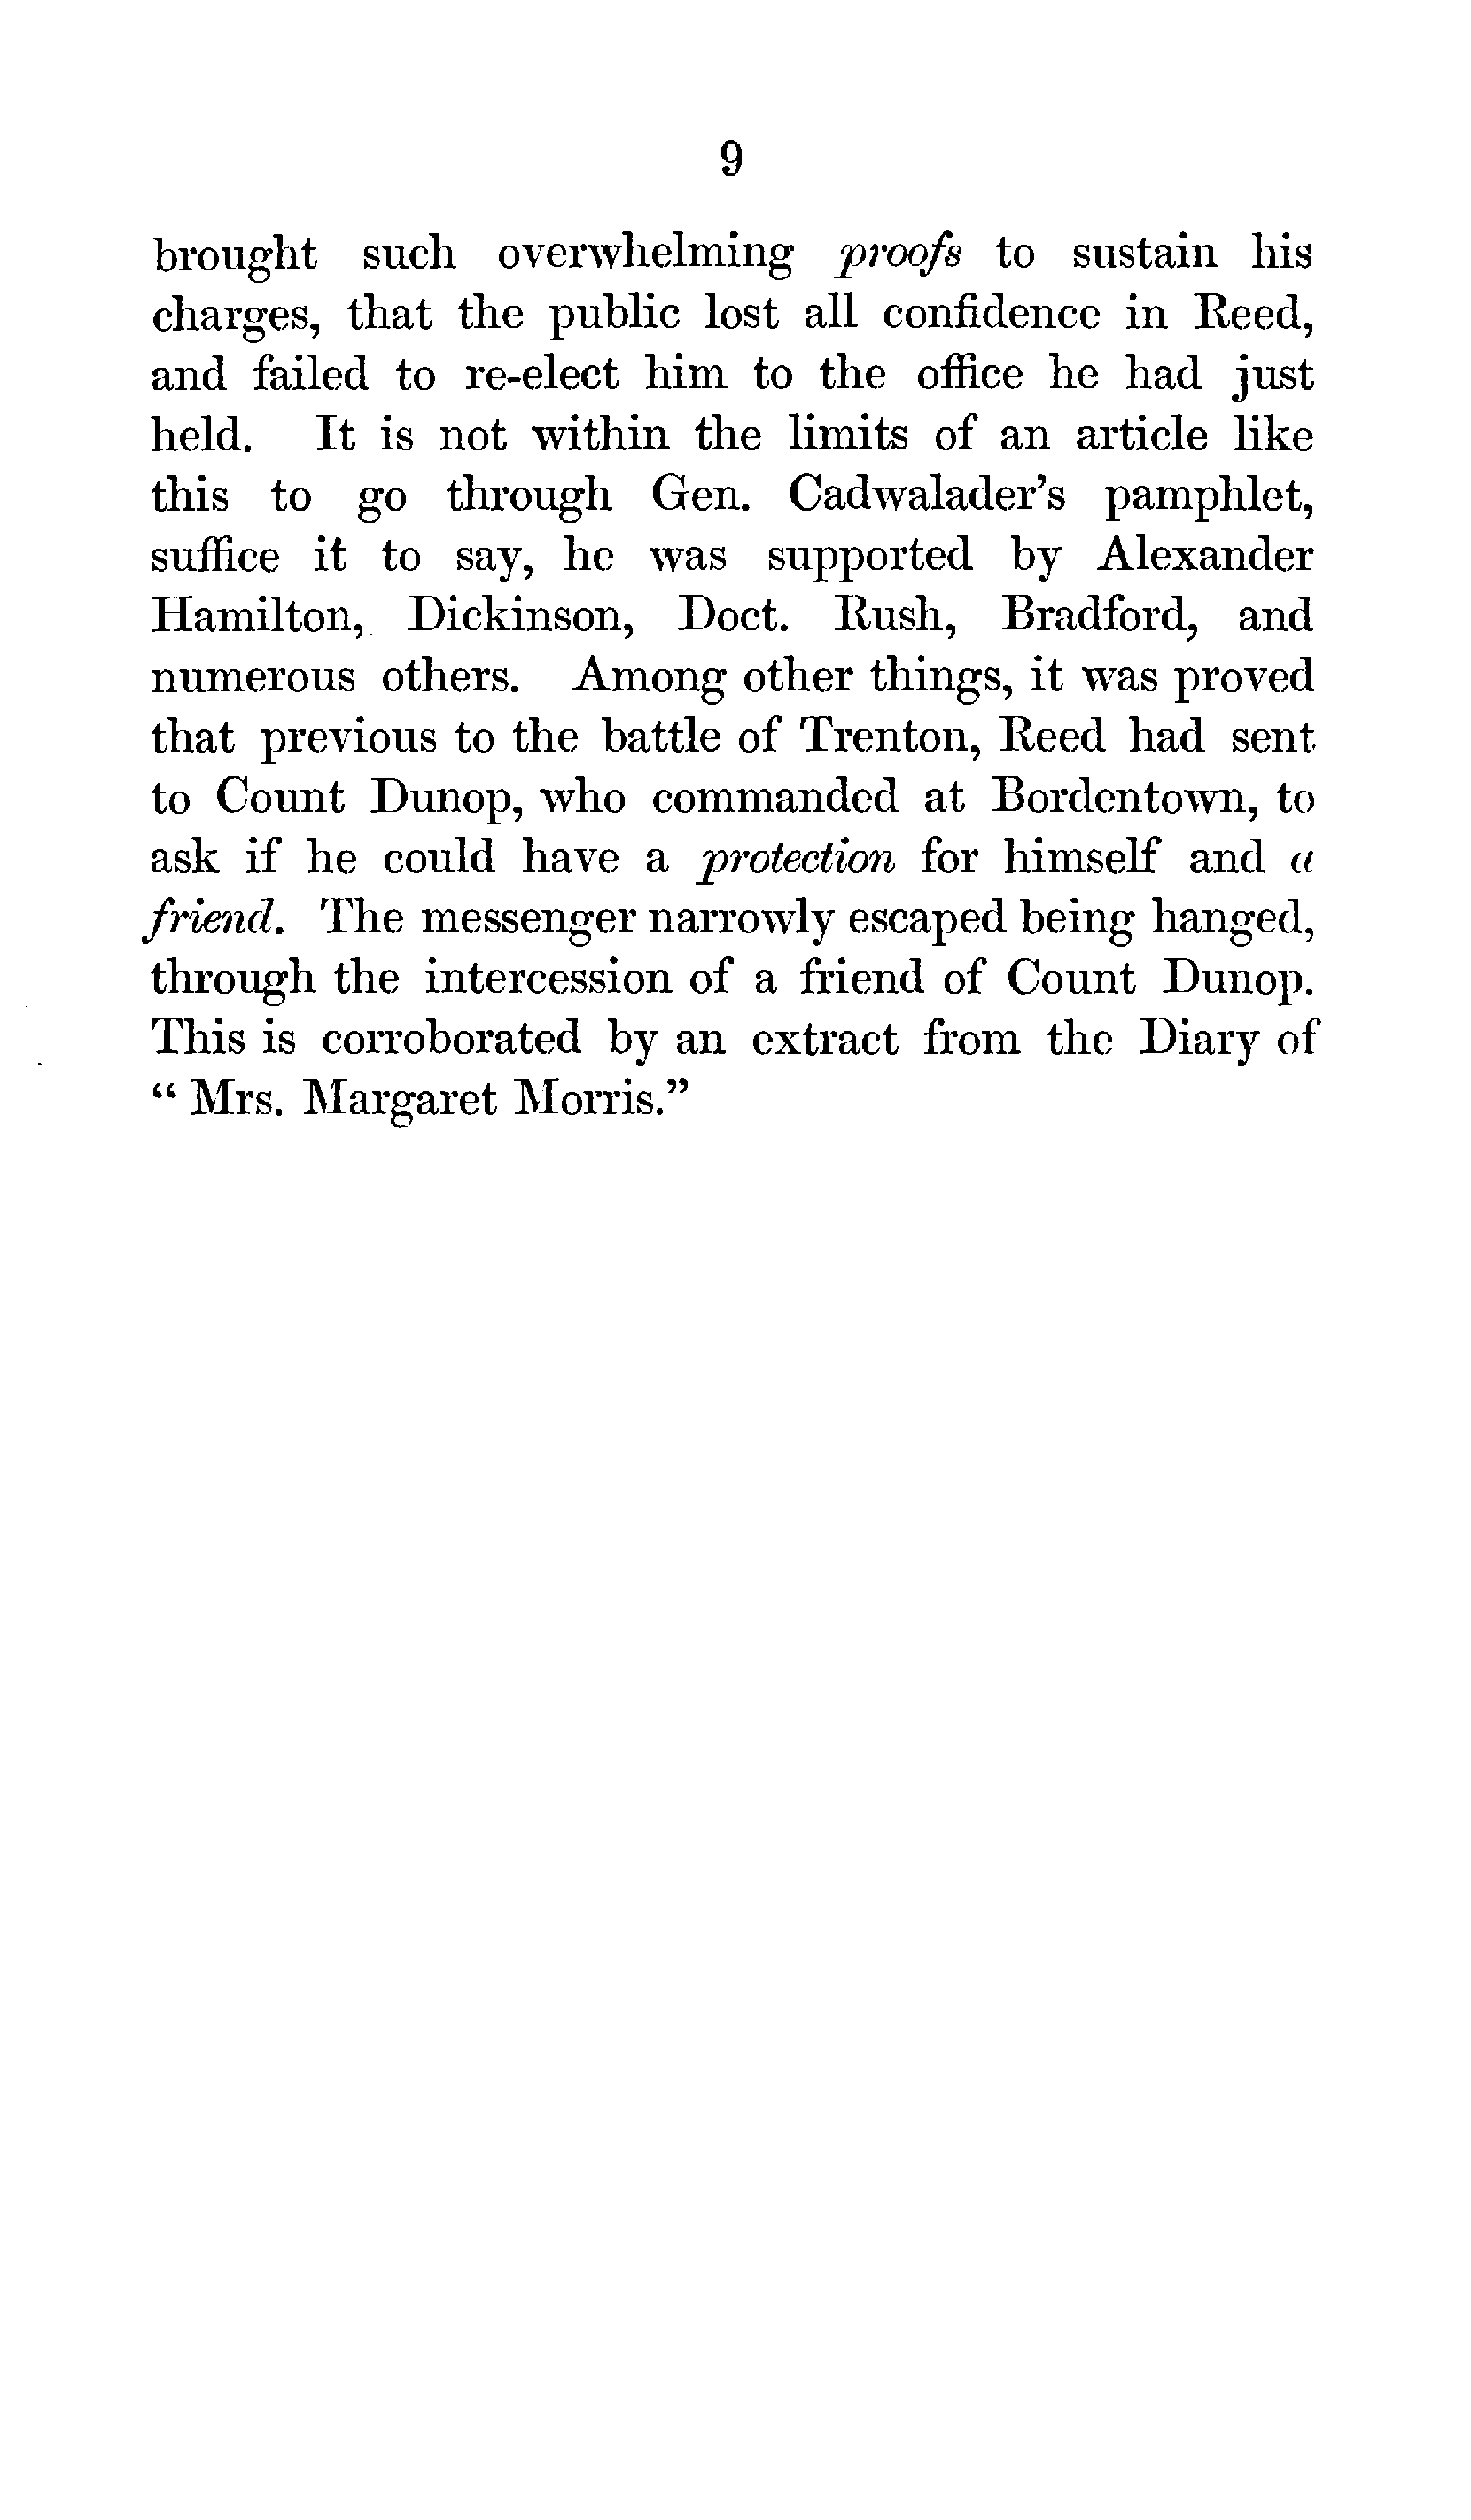 9
brought such overwhelming proofs to sustain his
charges, that the public lost all confidence in Reed,
and failed to re-elect him to the office he had just
held. It is not within the limits of an article like
this to go through Gen. Cadwalader's pamphlet,
suffice it to say, he was supported by Alexander
Hamilton, Dickinson, Doct. Rush, Bradford, and
numerous others. Among other things, it was proved
that previous to the battle of Trenton, Reed had sent
to Count Dunop, who commanded at Bordentown, to
ask if he could have a protection for himself and a
friend. The messenger narrowly escaped being hanged,
through the intercession of a friend of Count Dunop.
This is corroborated by an extract from the Diary of
“ Mrs. Margaret Morris.”